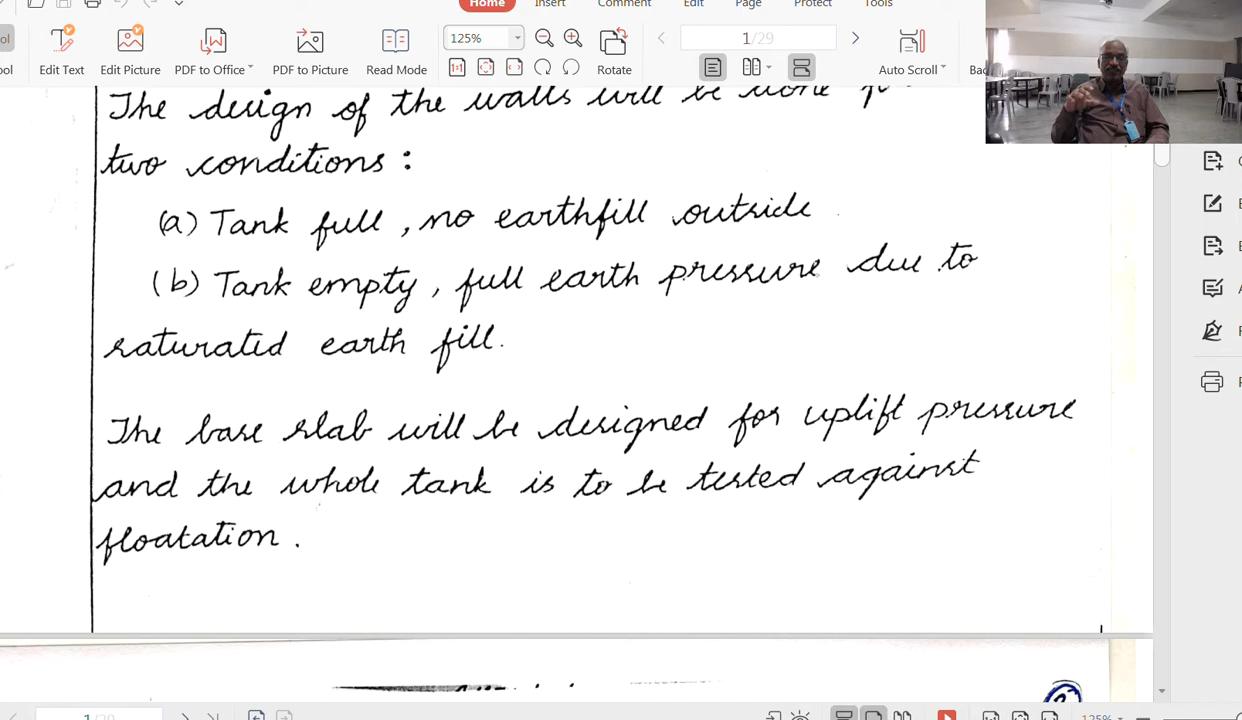 Home Insert Comment Edit Page Protect Tools
125% 1/29
Edit Text Edit Picture PDF to Office PDF to Picture Read Mode Rotate Auto Scroll
The design of the walls will be done
two conditions :
(a) Tank full, no earthfill outside
(b) Tank empty, full earth pressure due to
saturated earth fill.
The base slab will be designed for uplift pressure
and the whole tank is to be tested against
floatation.
1/29 125%